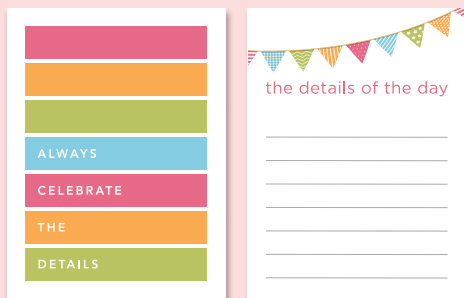 ALWAYS
CELEBRATE
THE
DETAILS
the details of the day